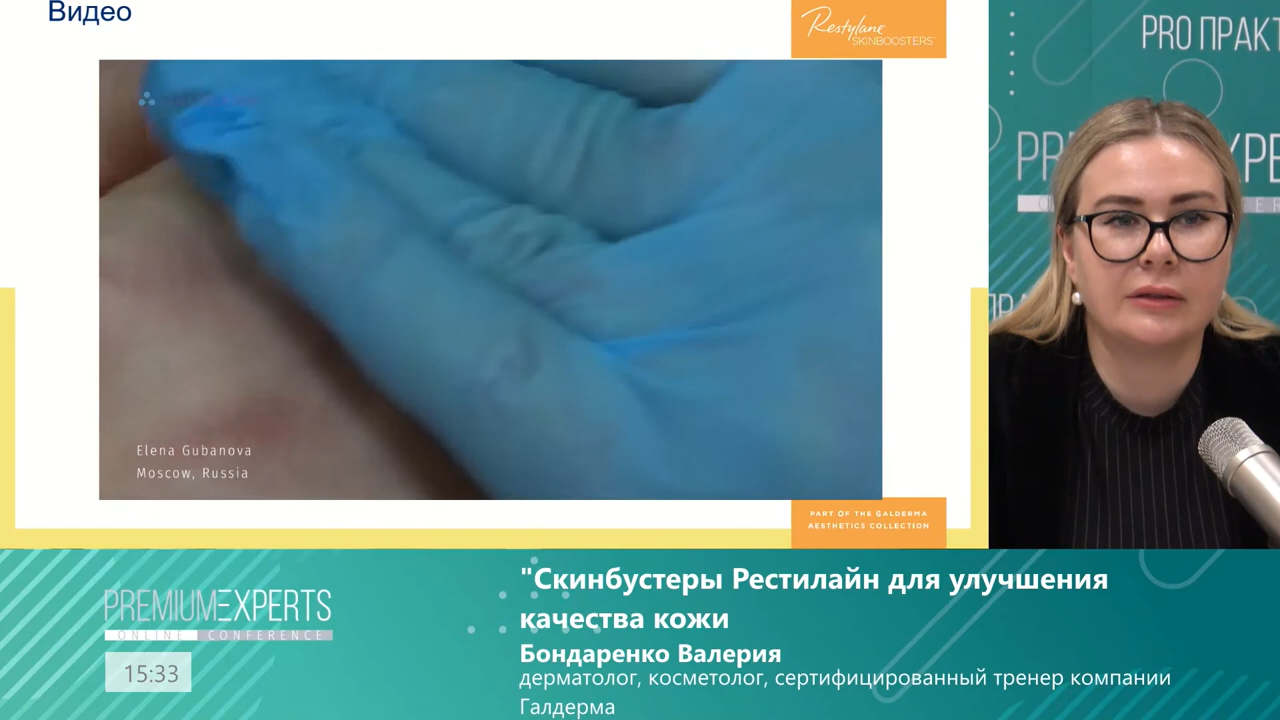 Видео
Restylane
SKINBOOSTERS
PRO ПРАКТ
Elena Gubanova
Moscow, Russia
PART OF THE GALDERMA
AESTHETICS COLLECTION
PREMIUMEXPERTS
ONLINE CONFERENCE
15:33
"Скинбустеры Рестилайн для улучшения
качества кожи
Бондаренко Валерия
дерматолог, косметолог, сертифицированный тренер компании
Галдерма